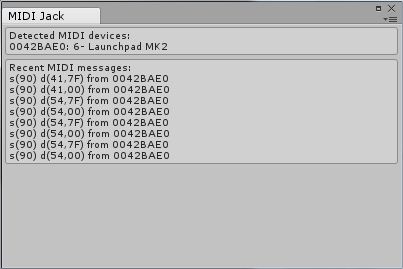 MIDI Jack
Detected MIDI devices:
0042BAE0: 6- Launchpad MK2
Recent MIDI messages:
s(90) d(41,7F) from 0042BAE0
s(90) d(41,00) from 0042BAE0
s(90) d(54,7F) from 0042BAE0
s(90) d(54,00) from 0042BAE0
s(90) d(54,7F) from 0042BAE0
s(90) d(54,00) from 0042BAE0
s(90) d(54,7F) from 0042BAE0
s(90) d(54,00) from 0042BAE0